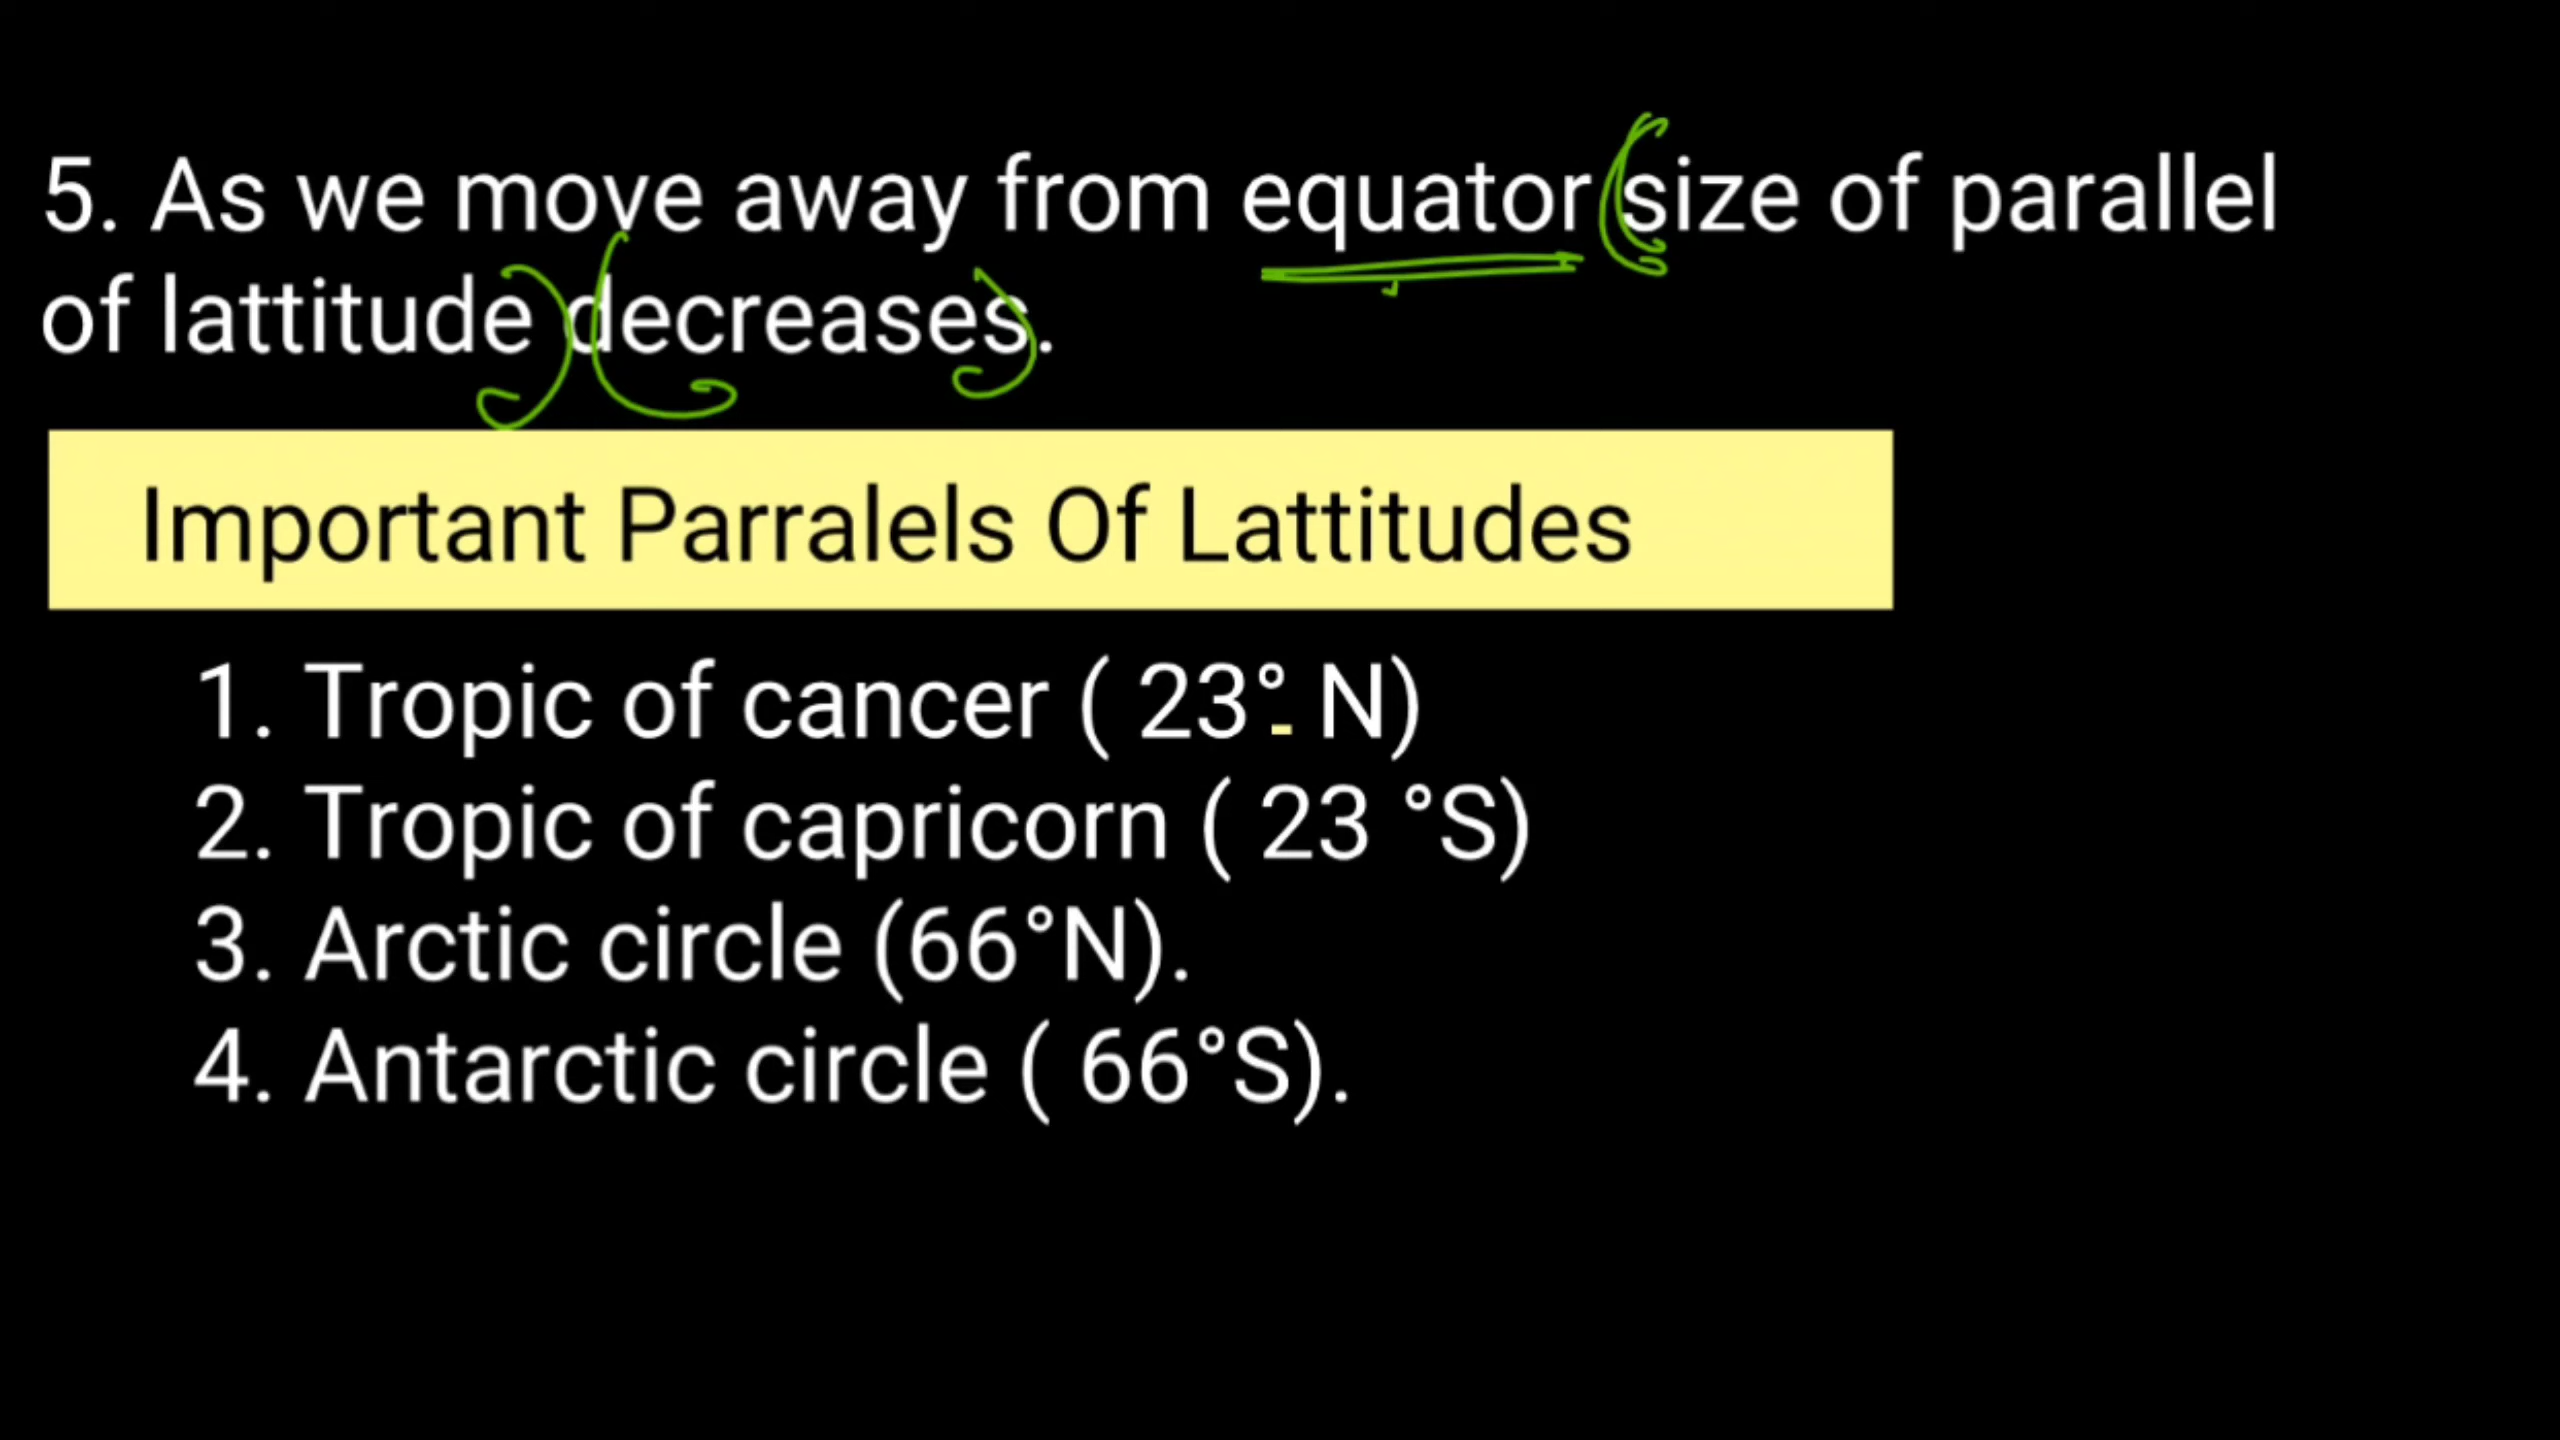 5. As we move away from equator size of parallel
of lattitude decreases.
Important Parralels Of Lattitudes
1. Tropic of cancer ( 23° N)
2. Tropic of capricorn ( 23 °S)
3. Arctic circle (66°N).
4. Antarctic circle ( 66°S).